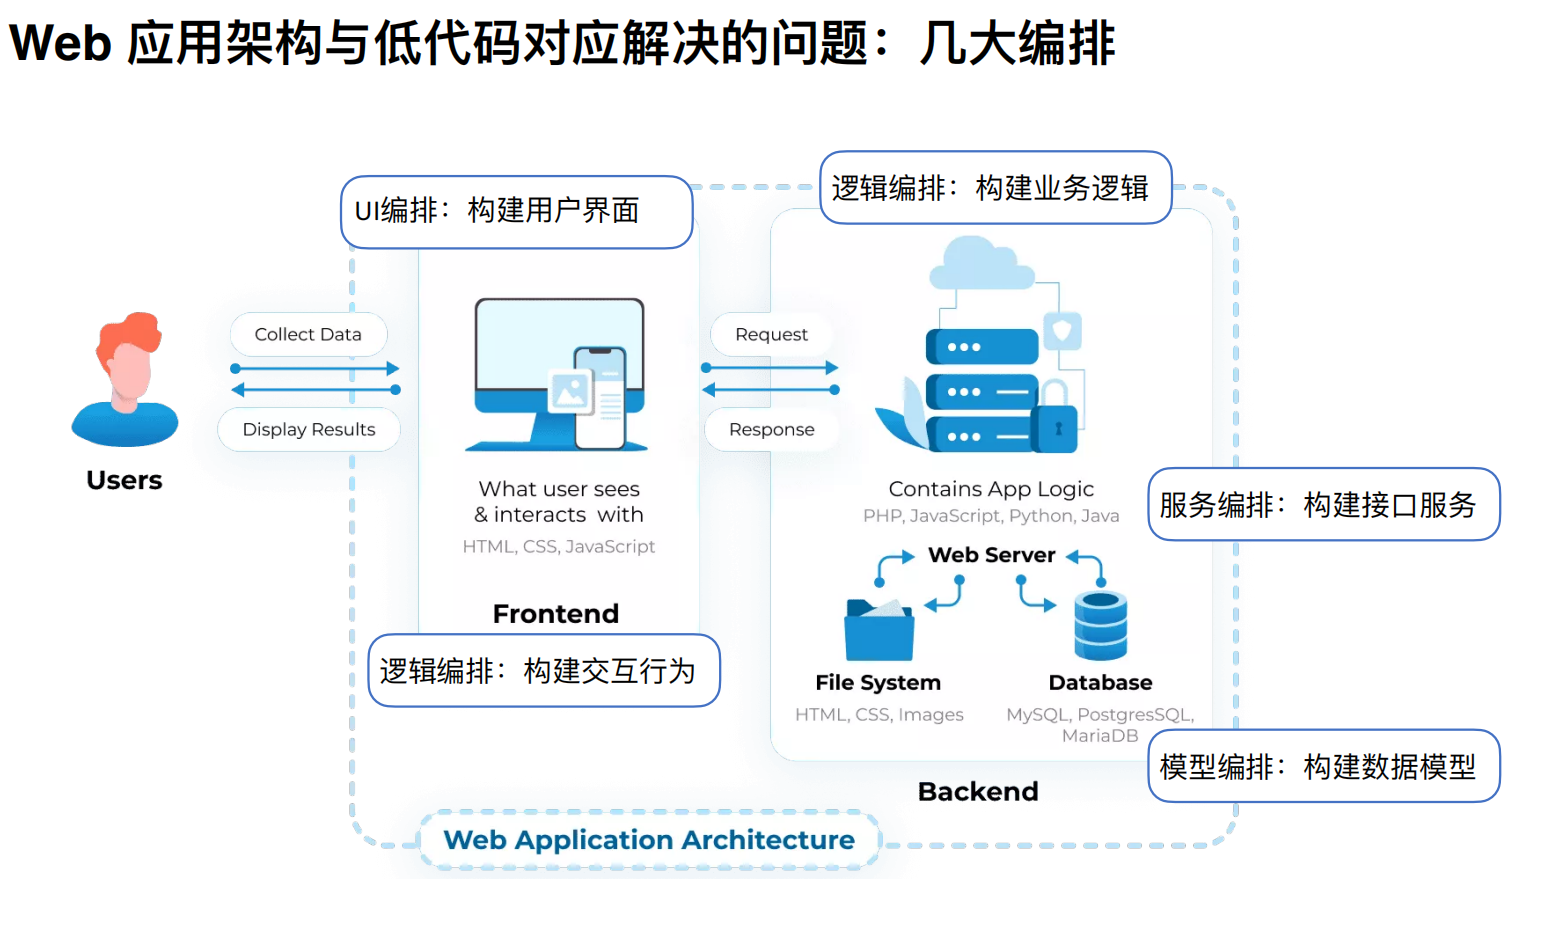 Web 应用架构与低代码对应解决的问题：几大编排
UI编排：构建用户界面
逻辑编排：构建业务逻辑
Collect Data
Display Results
Users
Request
Response
What user sees
& interacts with
HTML, CSS, JavaScript
Frontend
逻辑编排：构建交互行为
Contains App Logic
PHP, JavaScript, Python, Java
服务编排：构建接口服务
Web Server
File System
HTML, CSS, Images
Database
MySQL, PostgresSQL,
MariaDB
模型编排：构建数据模型
Backend
Web Application Architecture